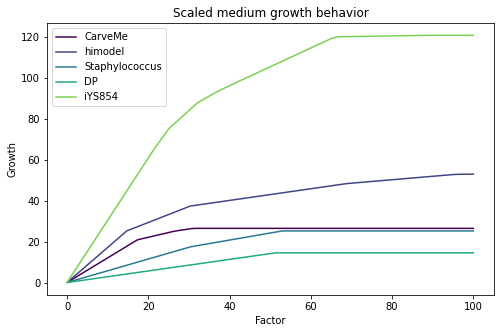 Scaled medium growth behavior
CarveMe
himodel
Staphylococcus
DP
iYS854
Growth
120
100
80
60
40
20
0
0 20 40 60 80 100
Factor